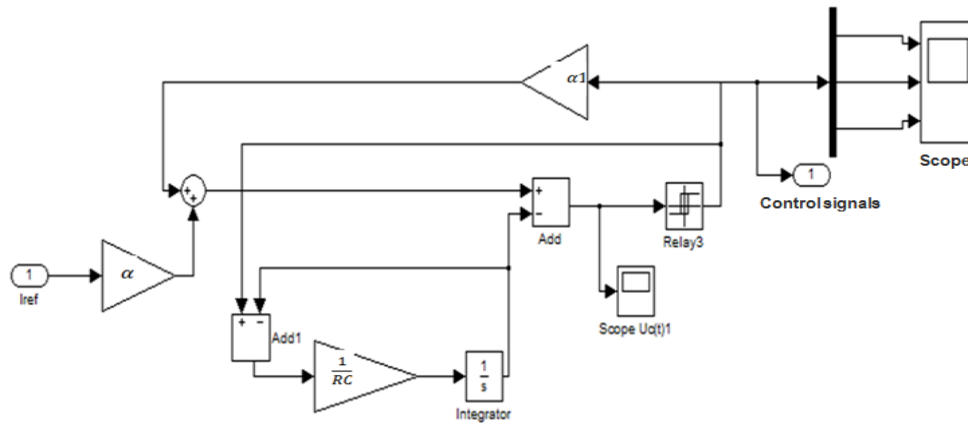 α1
Scope
1
Control signals
+
+
+
−
Add
Relay3
1
Iref
α
Scope Uc(t)1
+ −
Add1
1
RC
1
s
Integrator